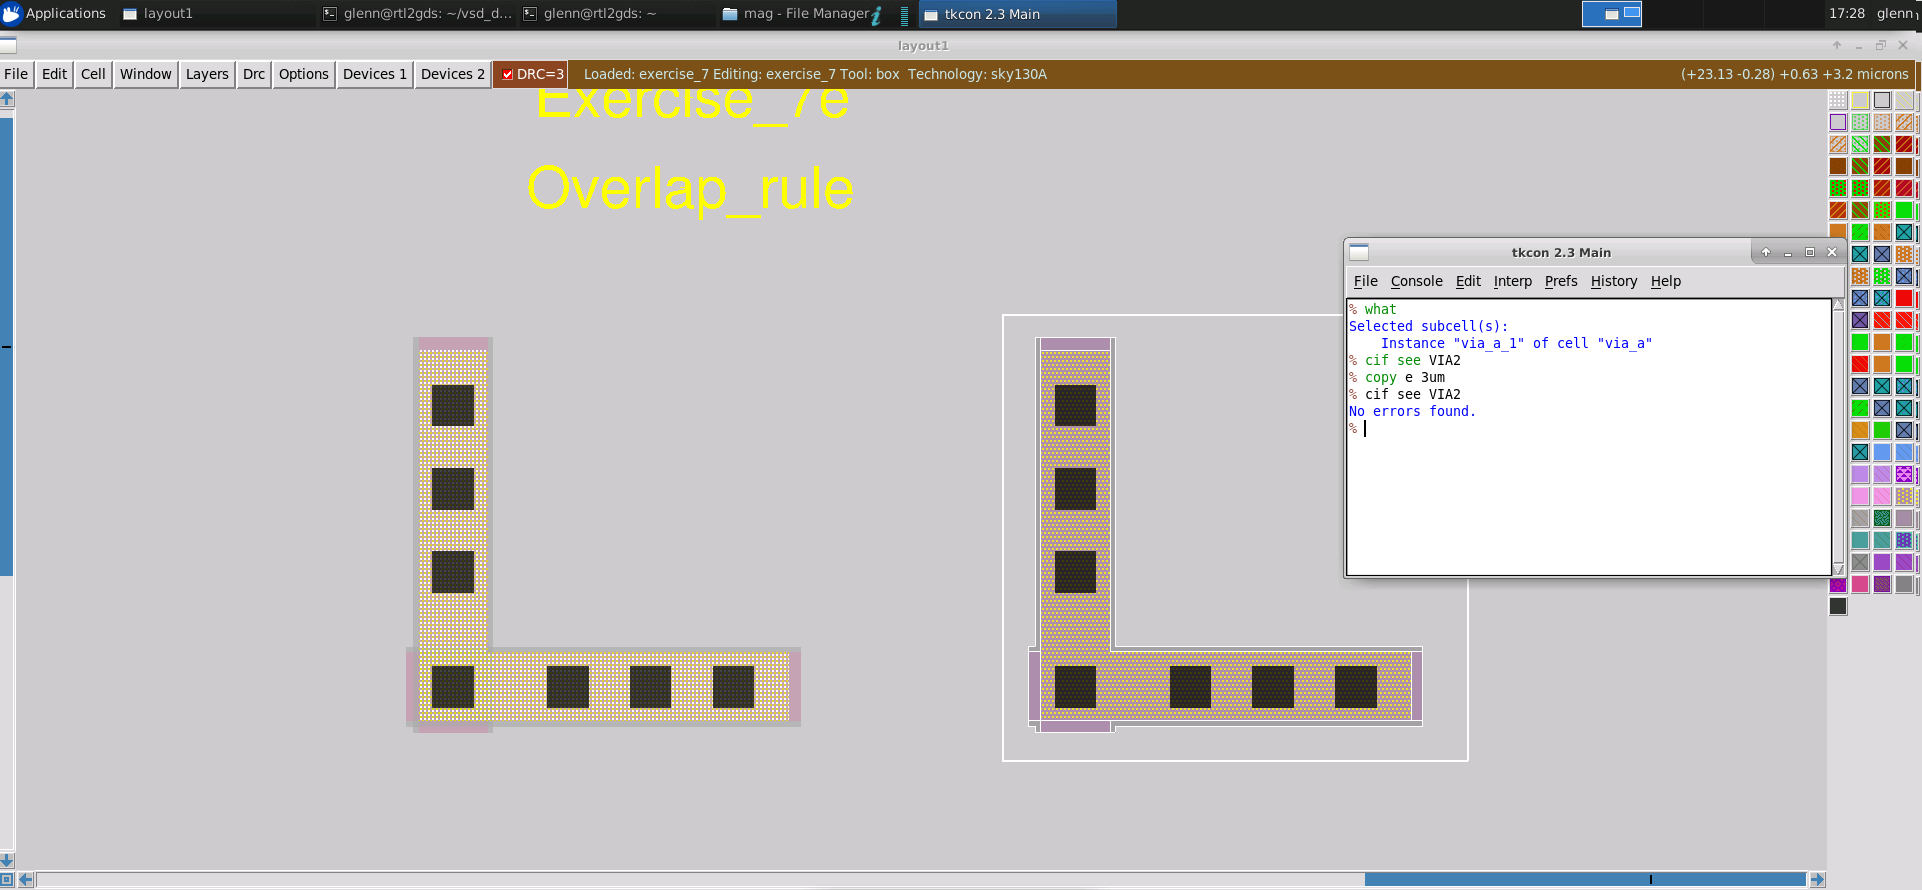 Applications
layout1
glenn@rtl2gds: ~/vsd_d...
glenn@rtl2gds: ~
mag - File Manager
tkcon 2.3 Main
17:28
glenn
layout1
File Edit Cell Window Layers Drc Options Devices 1 Devices 2 DRC=3 Loaded: exercise_7 Editing: exercise_7 Tool: box Technology: sky130A (+23.13 -0.28) +0.63 +3.2 microns
Exercise_7e
Overlap_rule
tkcon 2.3 Main
File Console Edit Interp Prefs History Help
% what
Selected subcell(s):
Instance "via_a_1" of cell "via_a"
% cif see VIA2
% copy e 3um
% cif see VIA2
No errors found.
%